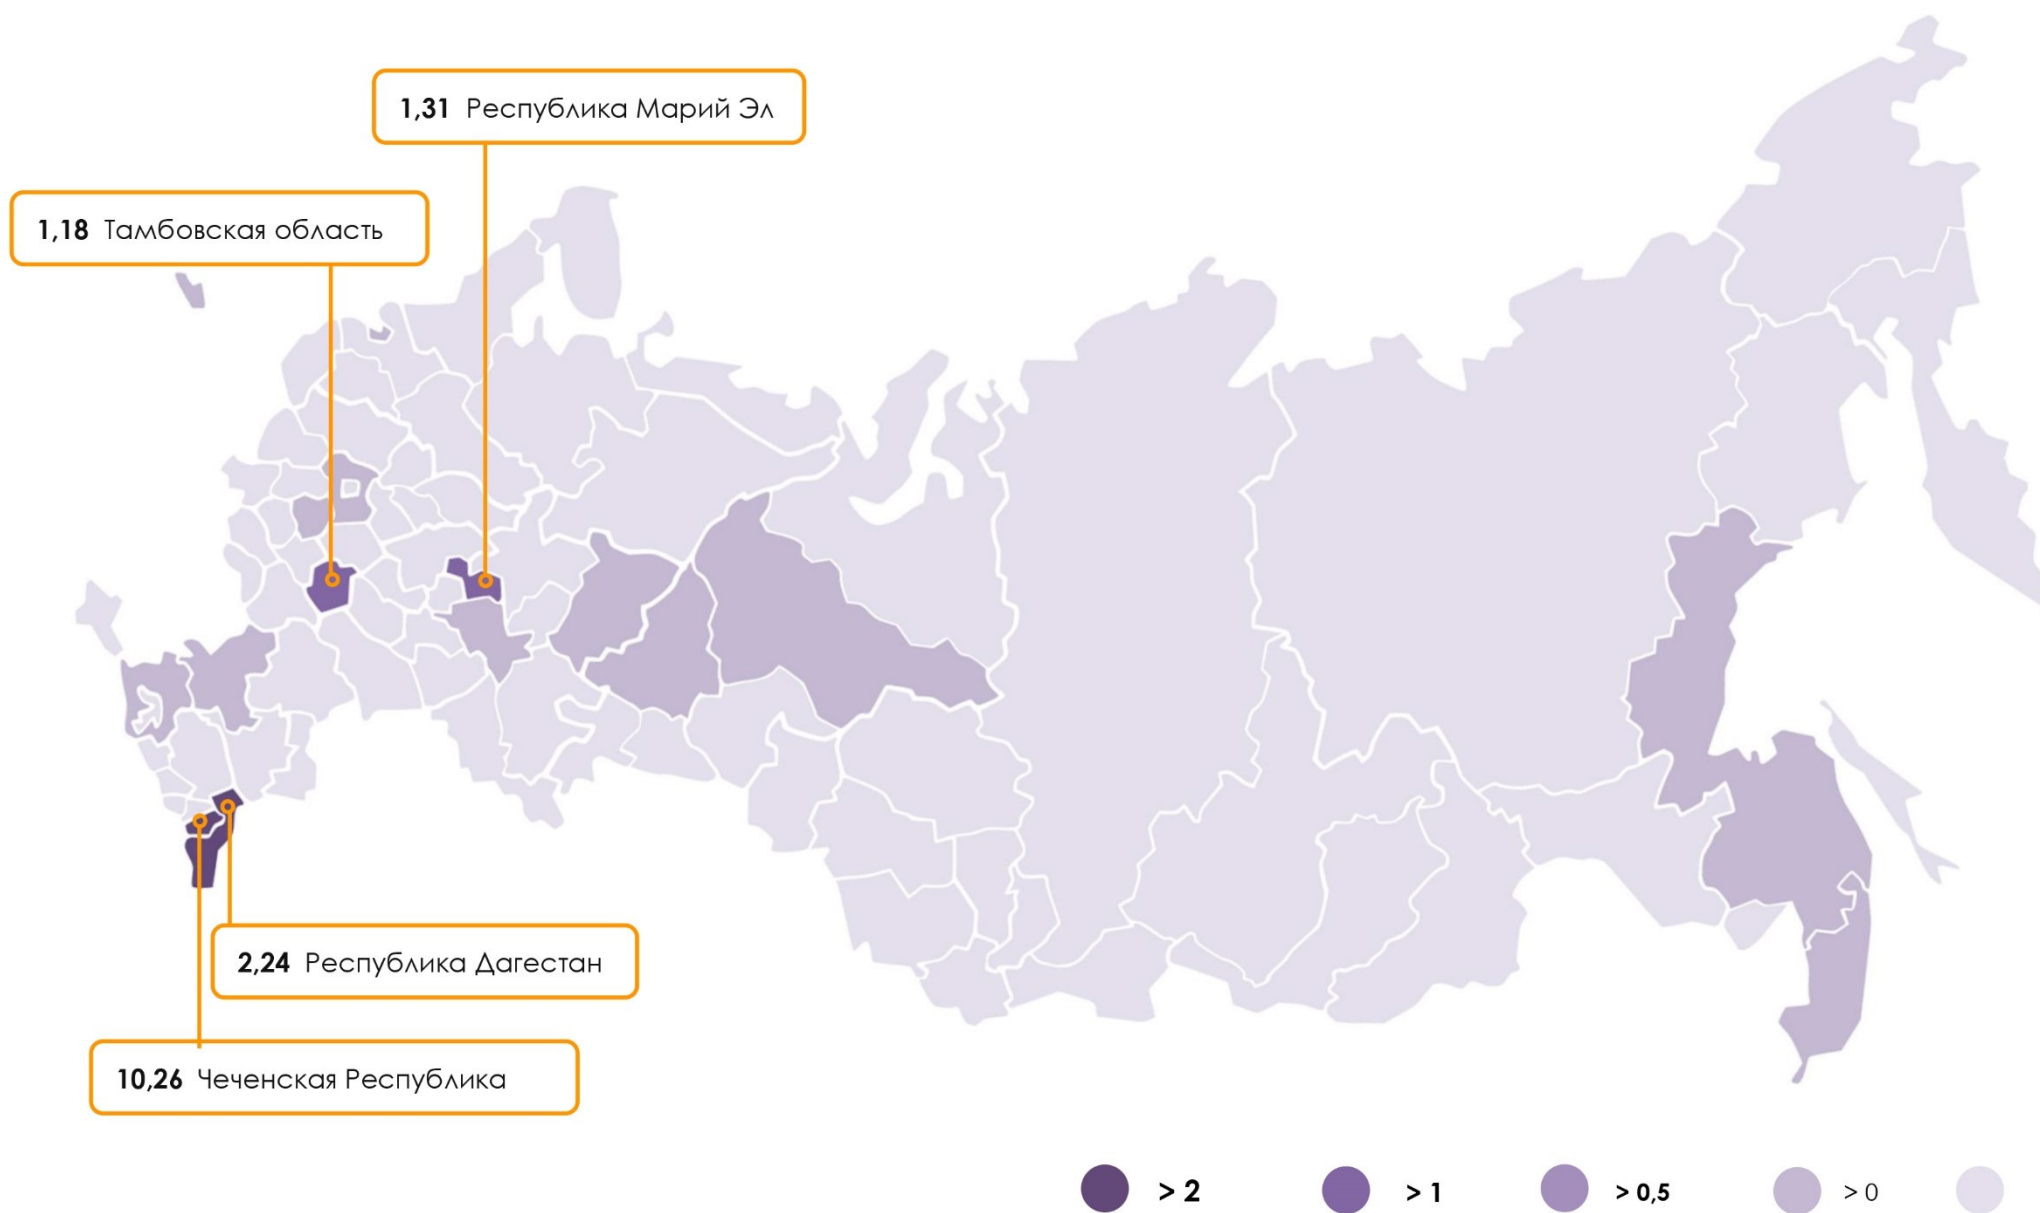 1,31 Республика Марий Эл
1,18 Тамбовская область
2,24 Республика Дагестан
10,26 Чеченская Республика
> 2 > 1 > 0,5 > 0